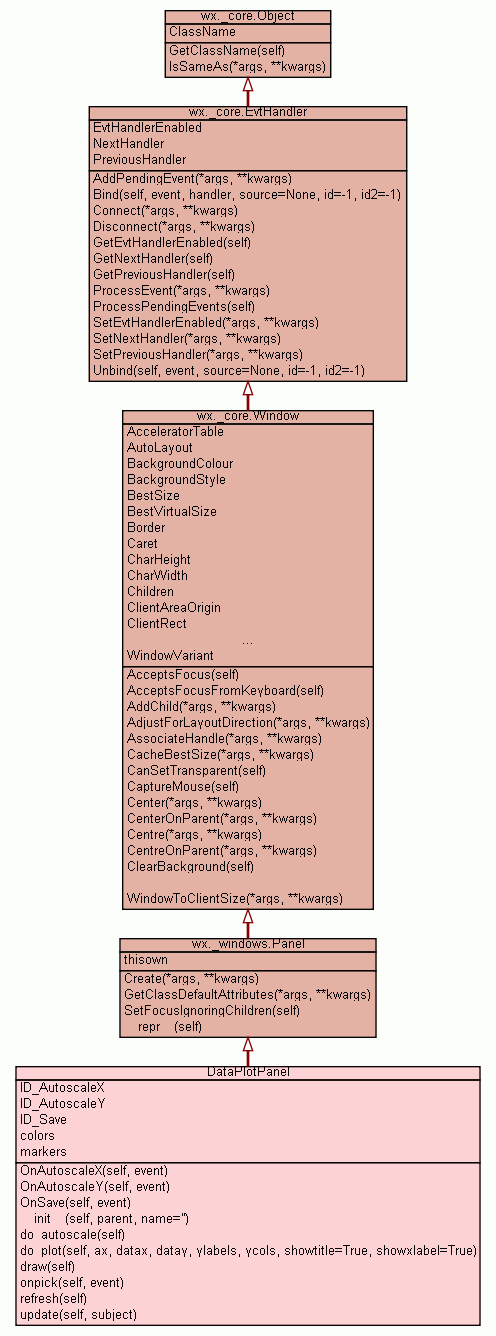 wx._core.Object
ClassName
GetClassName(self)
IsSameAs(*args, **kwargs)
wx._core.EvtHandler
EvtHandlerEnabled
NextHandler
PreviousHandler
AddPendingEvent(*args, **kwargs)
Bind(self, event, handler, source=None, id=-1, id2=-1)
Connect(*args, **kwargs)
Disconnect(*args, **kwargs)
GetEvtHandlerEnabled(self)
GetNextHandler(self)
GetPreviousHandler(self)
ProcessEvent(*args, **kwargs)
ProcessPendingEvents(self)
SetEvtHandlerEnabled(*args, **kwargs)
SetNextHandler(*args, **kwargs)
SetPreviousHandler(*args, **kwargs)
Unbind(self, event, source=None, id=-1, id2=-1)
wx._core.Window
AcceleratorTable
AutoLayout
BackgroundColour
BackgroundStyle
BestSize
BestVirtualSize
Border
Caret
CharHeight
CharWidth
Children
ClientAreaOrigin
ClientRect
...
WindowVariant
AcceptsFocus(self)
AcceptsFocusFromKeyboard(self)
AddChild(*args, **kwargs)
AdjustForLayoutDirection(*args, **kwargs)
AssociateHandle(*args, **kwargs)
CacheBestSize(*args, **kwargs)
CanSetTransparent(self)
CaptureMouse(self)
Center(*args, **kwargs)
CenterOnParent(*args, **kwargs)
Centre(*args, **kwargs)
CentreOnParent(*args, **kwargs)
ClearBackground(self)
WindowToClientSize(*args, **kwargs)
wx._windows.Panel
thisown
Create(*args, **kwargs)
GetClassDefaultAttributes(*args, **kwargs)
SetFocusIgnoringChildren(self)
__repr__(self)
DataPlotPanel
ID_AutoscaleX
ID_AutoscaleY
ID_Save
colors
markers
OnAutoscaleX(self, event)
OnAutoscaleY(self, event)
OnSave(self, event)
__init__(self, parent, name='')
do_autoscale(self)
do_plot(self, ax, datax, datay, ylabels, ycols, showtitle=True, showxlabel=True)
draw(self)
onpick(self, event)
refresh(self)
update(self, subject)